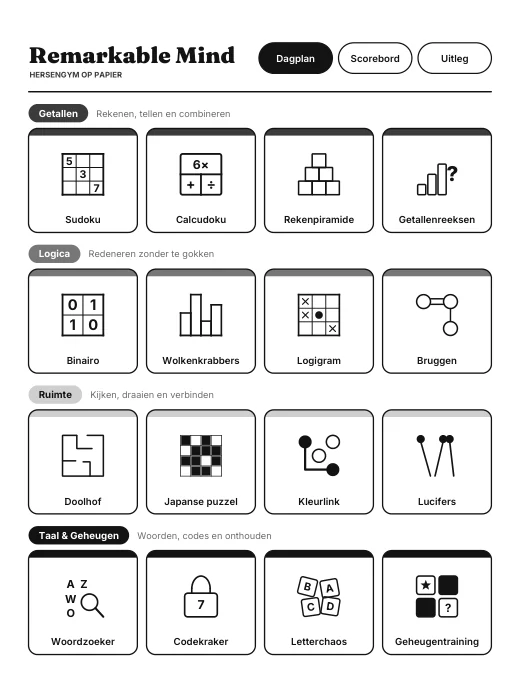 Remarkable Mind
HERSENGYM OP PAPIER
Dagplan Scorebord Uitleg
Getallen Rekenen, tellen en combineren
5
3
7
6×
+ ÷
?
Sudoku Calcudoku Rekenpiramide Getallenreeksen
Logica Redeneren zonder te gokken
0 1
1 0
Binairo Wolkenkrabbers Logigram Bruggen
Ruimte Kijken, draaien en verbinden
Doolhof Japanse puzzel Kleurlink Lucifers
Taal & Geheugen Woorden, codes en onthouden
A Z
W
O
7
B A
C D
?
Woordzoeker Codekraker Letterchaos Geheugentraining